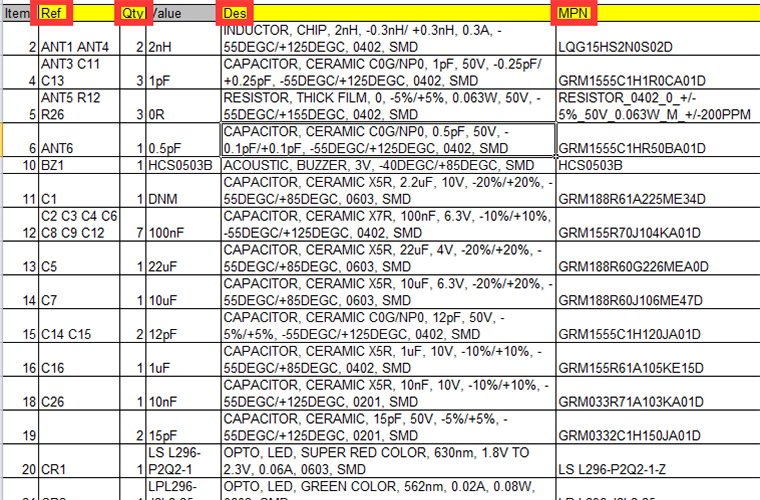 Item Ref Qty Value Des MPN
INDUCTOR, CHIP, 2nH, -0.3nH/ +0.3nH, 0.3A, -
2 ANT1 ANT4 2 2nH 55DEGC/+125DEGC, 0402, SMD LQG15HS2N0S02D
ANT3 C11 CAPACITOR, CERAMIC C0G/NP0, 1pF, 50V, -0.25pF/
4 C13 3 1pF +0.25pF, -55DEGC/+125DEGC, 0402, SMD GRM1555C1H1R0CA01D
ANT5 R12 RESISTOR, THICK FILM, 0, -5%/+5%, 0.063W, 50V, - RESISTOR_0402_0_+/-
5 R26 3 0R 55DEGC/+155DEGC, 0402, SMD 5%_50V_0.063W_M_+/-200PPM
CAPACITOR, CERAMIC C0G/NP0, 0.5pF, 50V, -
6 ANT6 1 0.5pF 0.1pF/+0.1pF, -55DEGC/+125DEGC, 0402, SMD GRM1555C1HR50BA01D
10 BZ1 1 HCS0503B ACOUSTIC, BUZZER, 3V, -40DEGC/+85DEGC, SMD HCS0503B
CAPACITOR, CERAMIC X5R, 2.2uF, 10V, -20%/+20%, -
11 C1 1 DNM 55DEGC/+85DEGC, 0603, SMD GRM188R61A225ME34D
C2 C3 C4 C6 CAPACITOR, CERAMIC X7R, 100nF, 6.3V, -10%/+10%,
12 C8 C9 C12 7 100nF -55DEGC/+125DEGC, 0402, SMD GRM155R70J104KA01D
CAPACITOR, CERAMIC X5R, 22uF, 4V, -20%/+20%, -
13 C5 1 22uF 55DEGC/+85DEGC, 0603, SMD GRM188R60G226MEA0D
CAPACITOR, CERAMIC X5R, 10uF, 6.3V, -20%/+20%, -
14 C7 1 10uF 55DEGC/+85DEGC, 0603, SMD GRM188R60J106ME47D
CAPACITOR, CERAMIC C0G/NP0, 12pF, 50V, -
15 C14 C15 2 12pF 5%/+5%, -55DEGC/+125DEGC, 0402, SMD GRM1555C1H120JA01D
CAPACITOR, CERAMIC X5R, 1uF, 10V, -10%/+10%, -
16 C16 1 1uF 55DEGC/+85DEGC, 0402, SMD GRM155R61A105KE15D
CAPACITOR, CERAMIC X5R, 10nF, 10V, -10%/+10%, -
18 C26 1 10nF 55DEGC/+125DEGC, 0201, SMD GRM033R71A103KA01D
CAPACITOR, CERAMIC, 15pF, 50V, -5%/+5%, -
19 2 15pF 55DEGC/+125DEGC, 0201, SMD GRM0332C1H150JA01D
LS L296- OPTO, LED, SUPER RED COLOR, 630nm, 1.8V TO
20 CR1 1 P2Q2-1 2.3V, 0.06A, 0603, SMD LS L296-P2Q2-1-Z
LPL296- OPTO, LED, GREEN COLOR, 562nm, 0.02A, 0.08W,